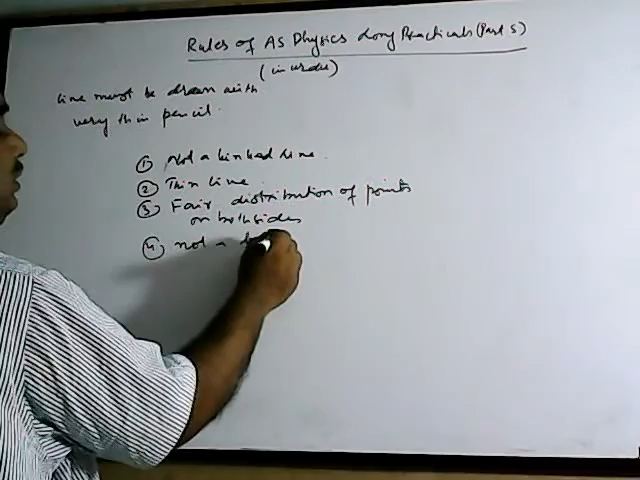 Rules of AS Physics Long Practicals (Part 5)
(in urdu)
line must be drawn with
very thin pencil.
① Not a kinked line.
② Thin line
③ Fair distribution of points
on both sides
④ not a